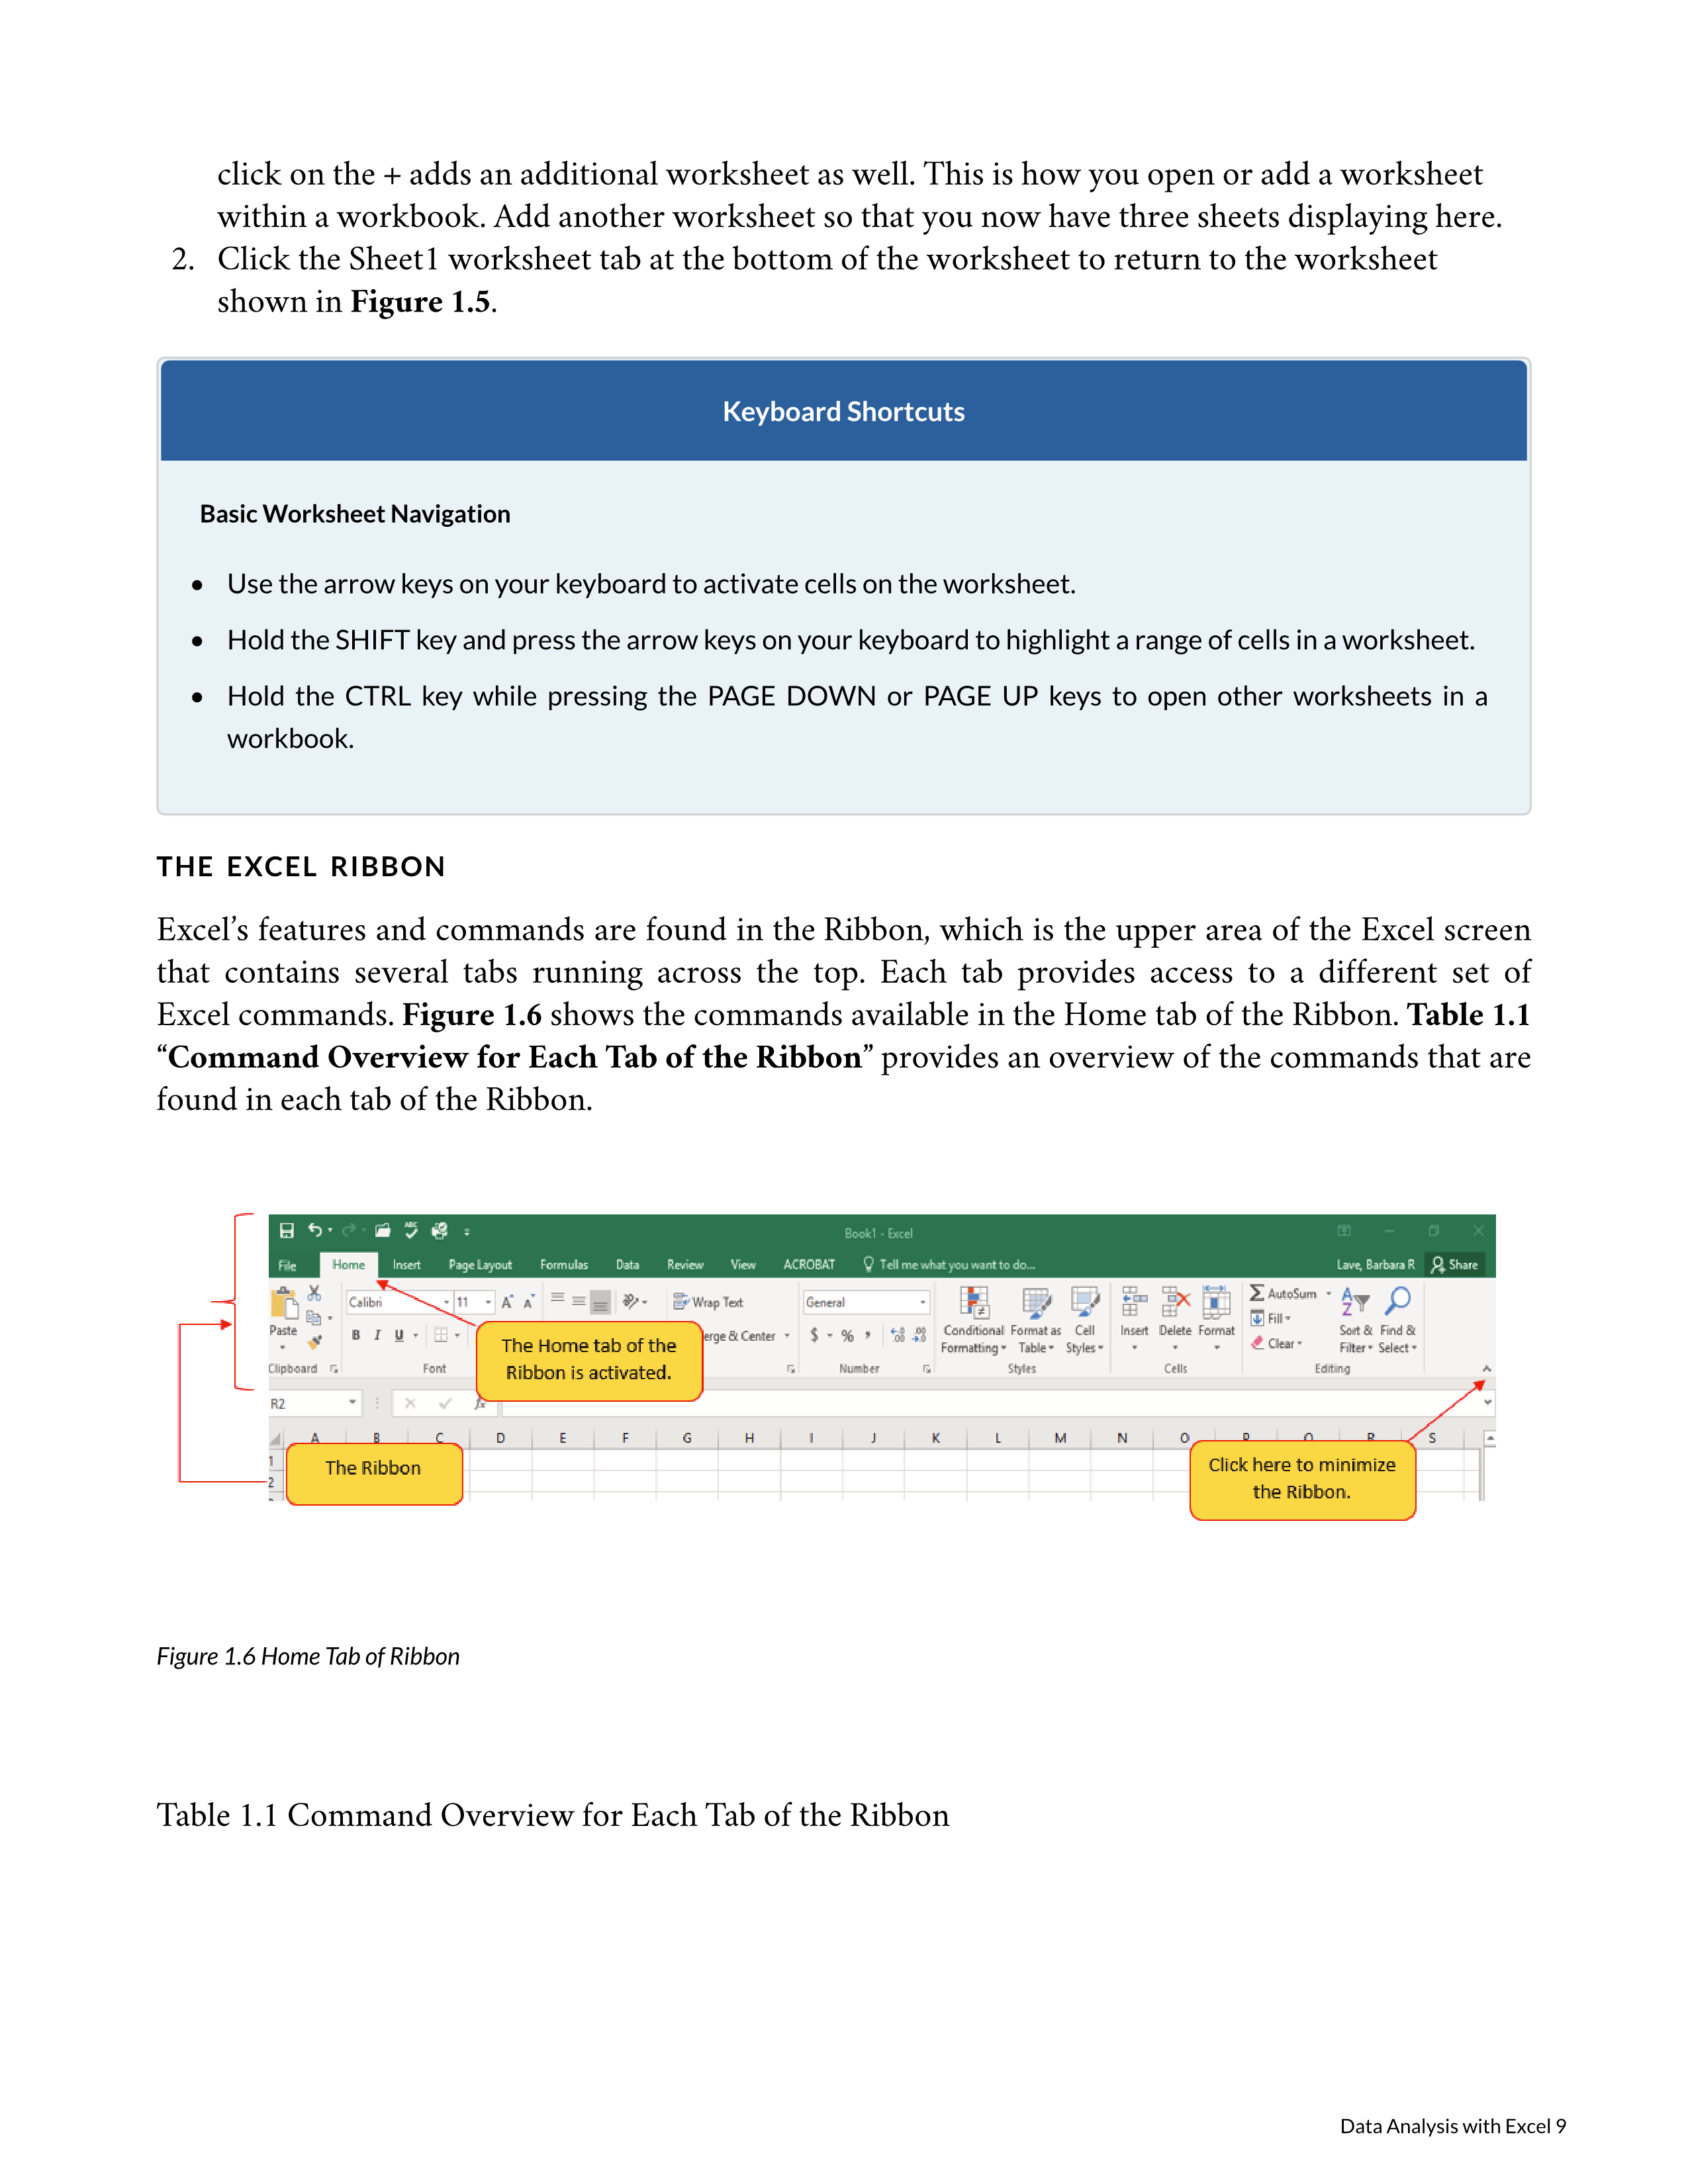 click on the + adds an additional worksheet as well. This is how you open or add a worksheet
within a workbook. Add another worksheet so that you now have three sheets displaying here.
2. Click the Sheet1 worksheet tab at the bottom of the worksheet to return to the worksheet
shown in Figure 1.5.
Keyboard Shortcuts
Basic Worksheet Navigation
• Use the arrow keys on your keyboard to activate cells on the worksheet.
• Hold the SHIFT key and press the arrow keys on your keyboard to highlight a range of cells in a worksheet.
• Hold the CTRL key while pressing the PAGE DOWN or PAGE UP keys to open other worksheets in a
workbook.
THE EXCEL RIBBON
Excel’s features and commands are found in the Ribbon, which is the upper area of the Excel screen
that contains several tabs running across the top. Each tab provides access to a different set of
Excel commands. Figure 1.6 shows the commands available in the Home tab of the Ribbon. Table 1.1
“Command Overview for Each Tab of the Ribbon” provides an overview of the commands that are
found in each tab of the Ribbon.
ABC
Book1 - Excel
File Home Insert Page Layout Formulas Data Review View ACROBAT Tell me what you want to do... Lave, Barbara R Share
Calibri 11 A A Wrap Text General AutoSum
Fill
Paste B I U erge & Center $ % , Conditional Format as Cell Insert Delete Format Sort & Find &
Formatting Table Styles Clear Filter Select
Clipboard Font Number Styles Cells Editing
The Home tab of the
Ribbon is activated.
R2 fx
A B C D E F G H I J K L M N O P Q R S
1
2
The Ribbon
Click here to minimize
the Ribbon.
Figure 1.6 Home Tab of Ribbon
Table 1.1 Command Overview for Each Tab of the Ribbon
Data Analysis with Excel 9